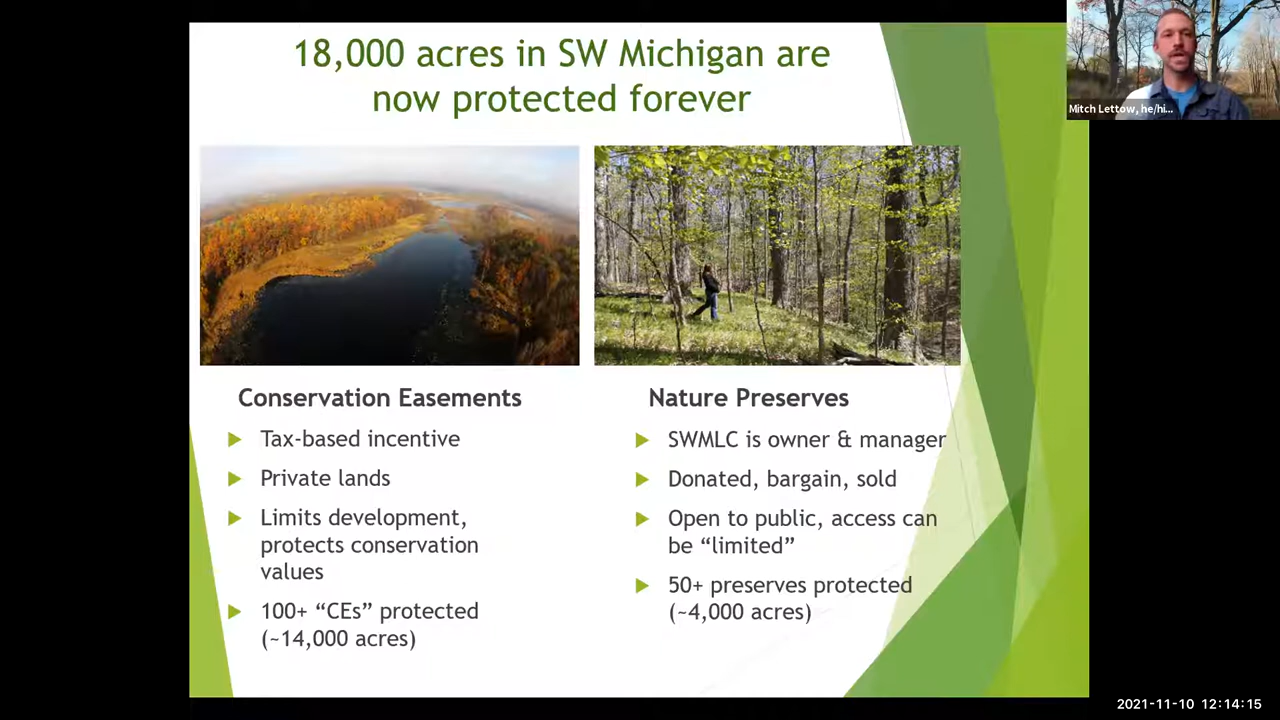 18,000 acres in SW Michigan are
now protected forever
Mitch Lettow, he/hi...
Conservation Easements
Tax-based incentive
Private lands
Limits development,
protects conservation
values
100+ “CEs” protected
(~14,000 acres)
Nature Preserves
SWMLC is owner & manager
Donated, bargain, sold
Open to public, access can
be “limited”
50+ preserves protected
(~4,000 acres)
2021-11-10 12:14:15